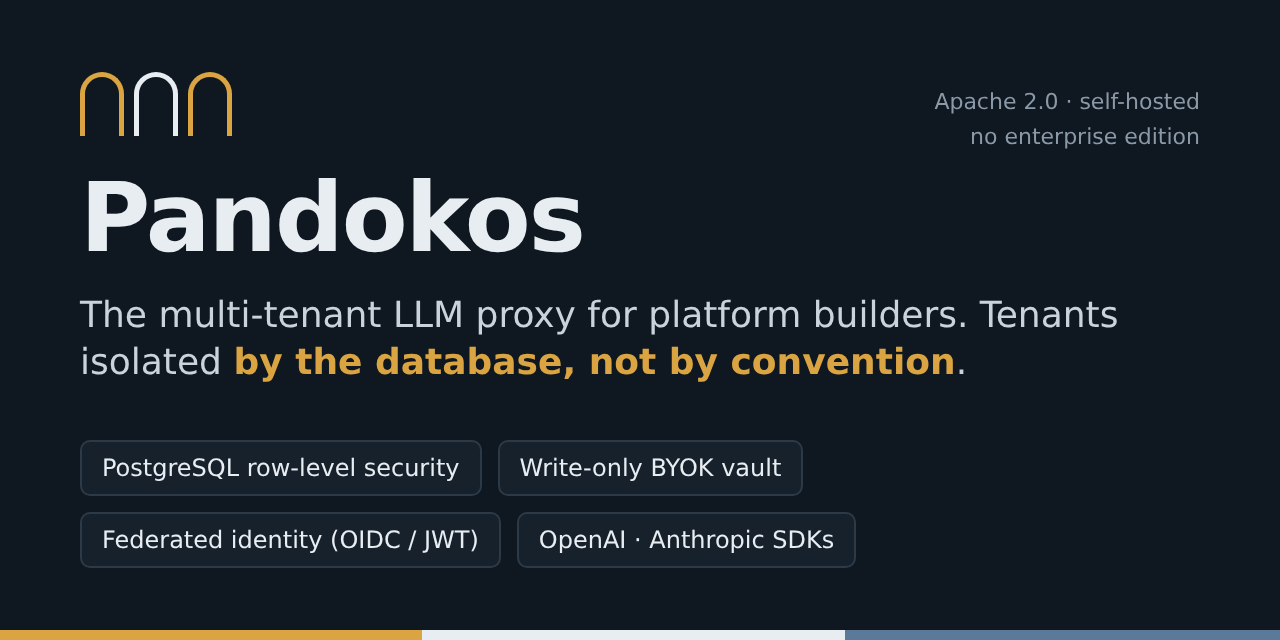 Apache 2.0 · self-hosted
no enterprise edition
Pandokos
The multi-tenant LLM proxy for platform builders. Tenants
isolated by the database, not by convention.
PostgreSQL row-level security
Write-only BYOK vault
Federated identity (OIDC / JWT)
OpenAI · Anthropic SDKs